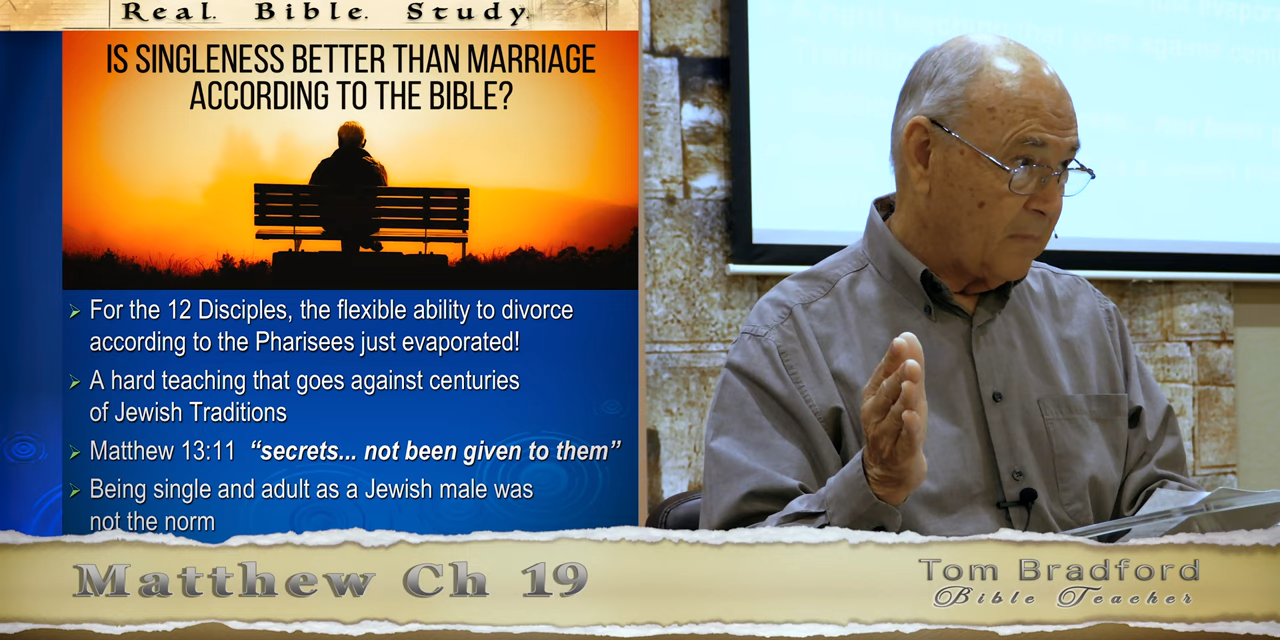 Real. Bible. Study.
IS SINGLENESS BETTER THAN MARRIAGE
ACCORDING TO THE BIBLE?
For the 12 Disciples, the flexible ability to divorce
according to the Pharisees just evaporated!
A hard teaching that goes against centuries
of Jewish Traditions
Matthew 13:11 “secrets... not been given to them”
Being single and adult as a Jewish male was
not the norm
Matthew Ch 19
Tom Bradford
Bible Teacher